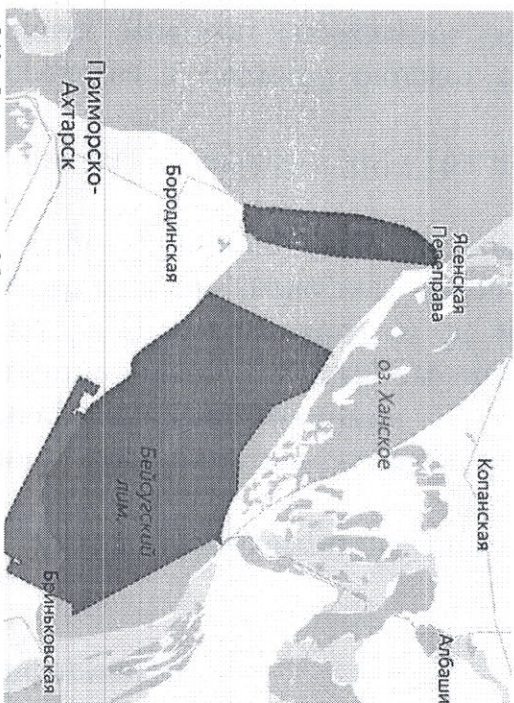 Копанская
Ясенская
Переправа
Албаши
оз. Ханское
Бородинская
Бейсугский
лим.
Приморско-
Ахтарск
Бриньковская